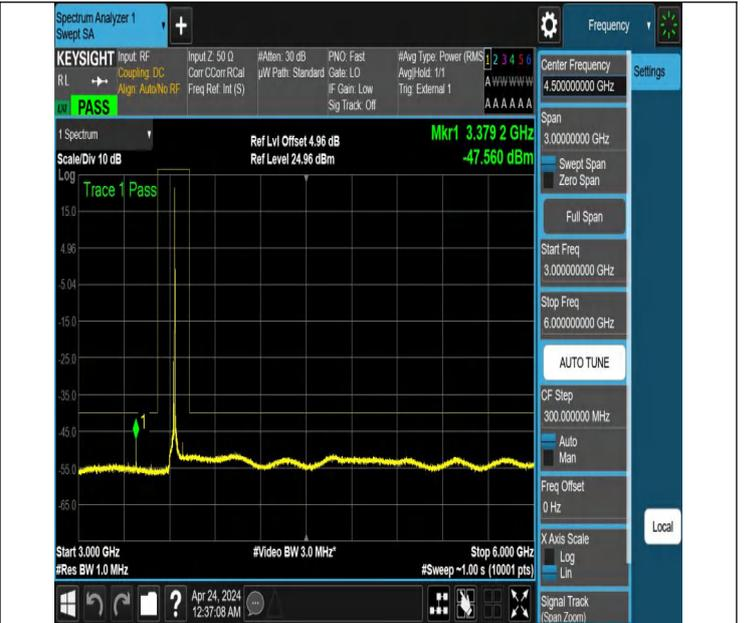 Spectrum Analyzer 1
Swept SA
+
Frequency
KEYSIGHT
RL
PASS
Input: RF
Coupling: DC
Align: Auto/No RF
Input Z: 50 Ω
Corr CCorr RCal
Freq Ref: Int (S)
#Atten: 30 dB
µW Path: Standard
PNO: Fast
Gate: LO
IF Gain: Low
Sig Track: Off
#Avg Type: Power (RMS
Avg|Hold: 1/1
Trig: External 1
1 2 3 4 5 6
A W W W W W
A A A A A A
1 Spectrum
Scale/Div 10 dB
Ref Lvl Offset 4.96 dB
Ref Level 24.96 dBm
Mkr1 3.379 2 GHz
-47.560 dBm
Log
Trace 1 Pass
15.0
4.96
-5.04
-15.0
-25.0
-35.0
-45.0
-55.0
-65.0
1
Start 3.000 GHz
#Res BW 1.0 MHz
#Video BW 3.0 MHz*
Stop 6.000 GHz
#Sweep ~1.00 s (10001 pts)
?
Apr 24, 2024
12:37:08 AM
Center Frequency
4.500000000 GHz
Settings
Span
3.00000000 GHz
Swept Span
Zero Span
Full Span
Start Freq
3.000000000 GHz
Stop Freq
6.000000000 GHz
AUTO TUNE
CF Step
300.000000 MHz
Auto
Man
Freq Offset
0 Hz
X Axis Scale
Log
Lin
Local
Signal Track
(Span Zoom)